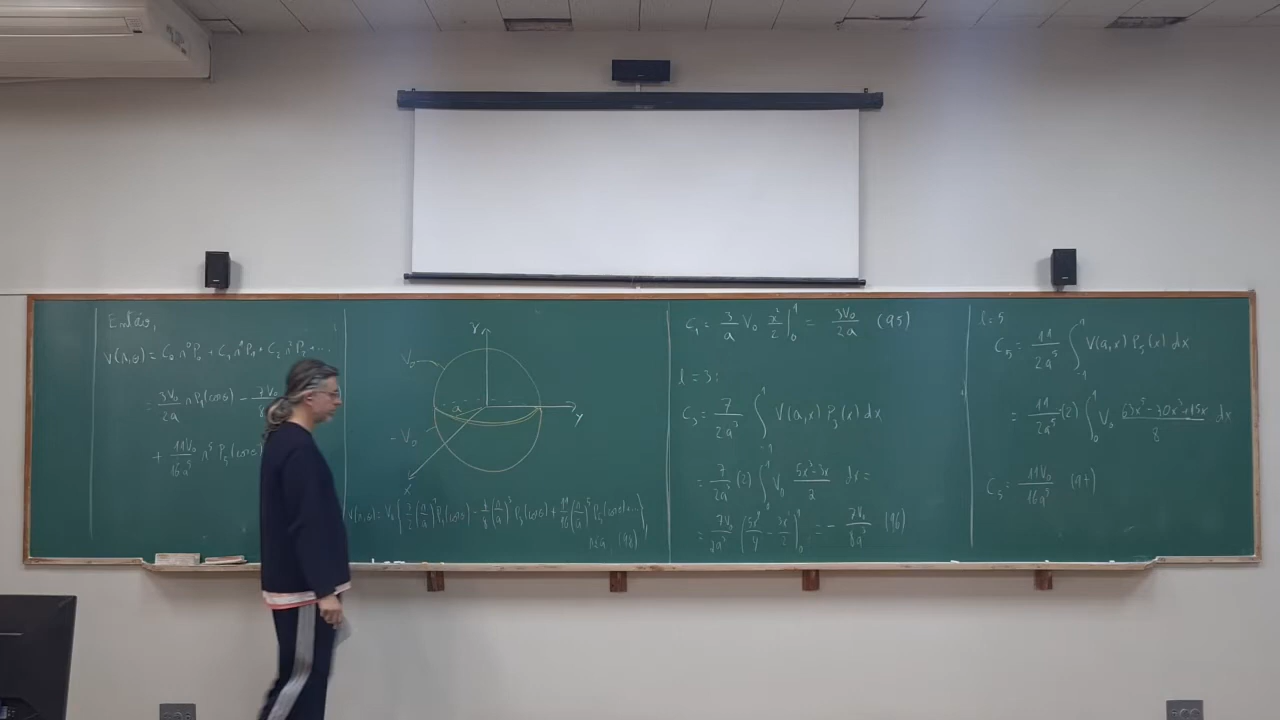 Então,
V(r,θ) = C₀ r⁰ P₀ + C₁ r¹ P₁ + C₂ r² P₂ + ...
= 3V₀/2a r P₁(cosθ) - 7V₀/8
+ 11V₀/16a⁵ r⁵ P₅(cosθ)
V₀
a
y
-V₀
x
V(r,θ) = V₀ { 3/2 (r/a) P₁(cosθ) - 7/8 (r/a)³ P₃(cosθ) + 11/16 (r/a)⁵ P₅(cosθ)... },
r≤a (98)
C₁ = 3/a V₀ x²/2 |₀¹ = 3V₀/2a (95)
l = 3:
C₃ = 7/2a³ ∫₋₁¹ V(a,x) P₃(x) dx
= 7/2a³ (2) ∫₀¹ V₀ (5x³-3x)/2 dx =
= 7V₀/2a³ (5x⁴/4 - 3x²/2)|₀¹ = - 7V₀/8a³ (96)
l=5
C₅ = 11/2a⁵ ∫₋₁¹ V(a,x) P₅(x) dx
= 11/2a⁵ (2) ∫₀¹ V₀ (63x⁵-70x³+15x)/8 dx
C₅ = 11V₀/16a⁵ (97)